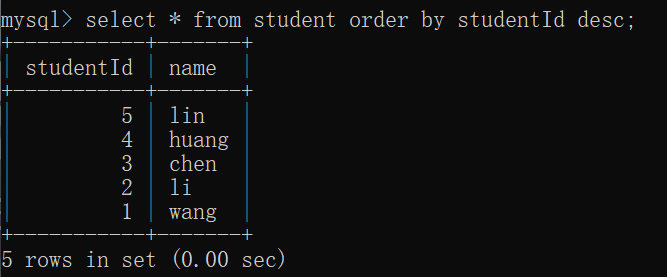 mysql> select * from student order by studentId desc;
+-----------+-------+
| studentId | name  |
+-----------+-------+
|         5 | lin   |
|         4 | huang |
|         3 | chen  |
|         2 | li    |
|         1 | wang  |
+-----------+-------+
5 rows in set (0.00 sec)